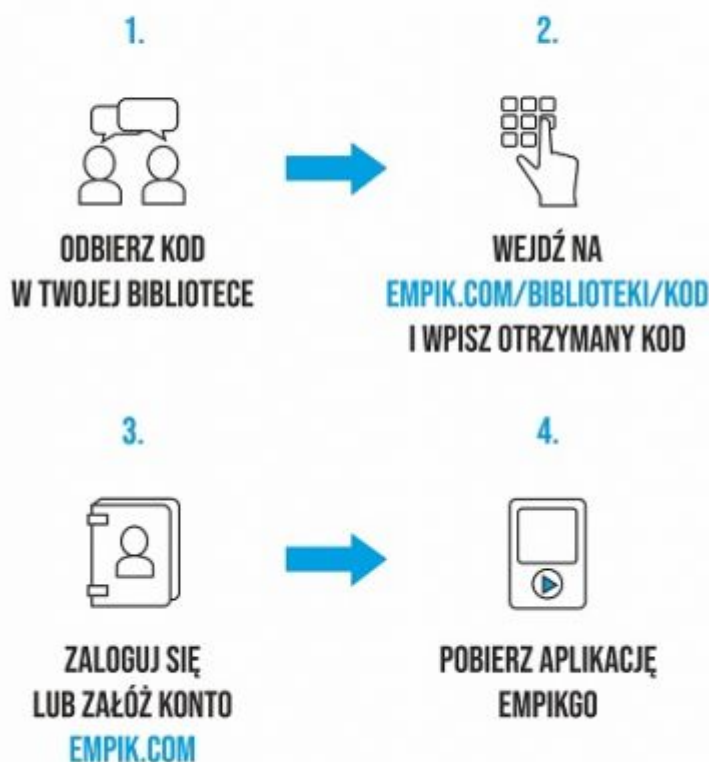 1.
ODBIERZ KOD
W TWOJEJ BIBLIOTECE
2.
WEJDŹ NA
EMPIK.COM/BIBLIOTEKI/KOD
I WPISZ OTRZYMANY KOD
3.
ZALOGUJ SIĘ
LUB ZAŁÓŻ KONTO
EMPIK.COM
4.
POBIERZ APLIKACJĘ
EMPIKGO